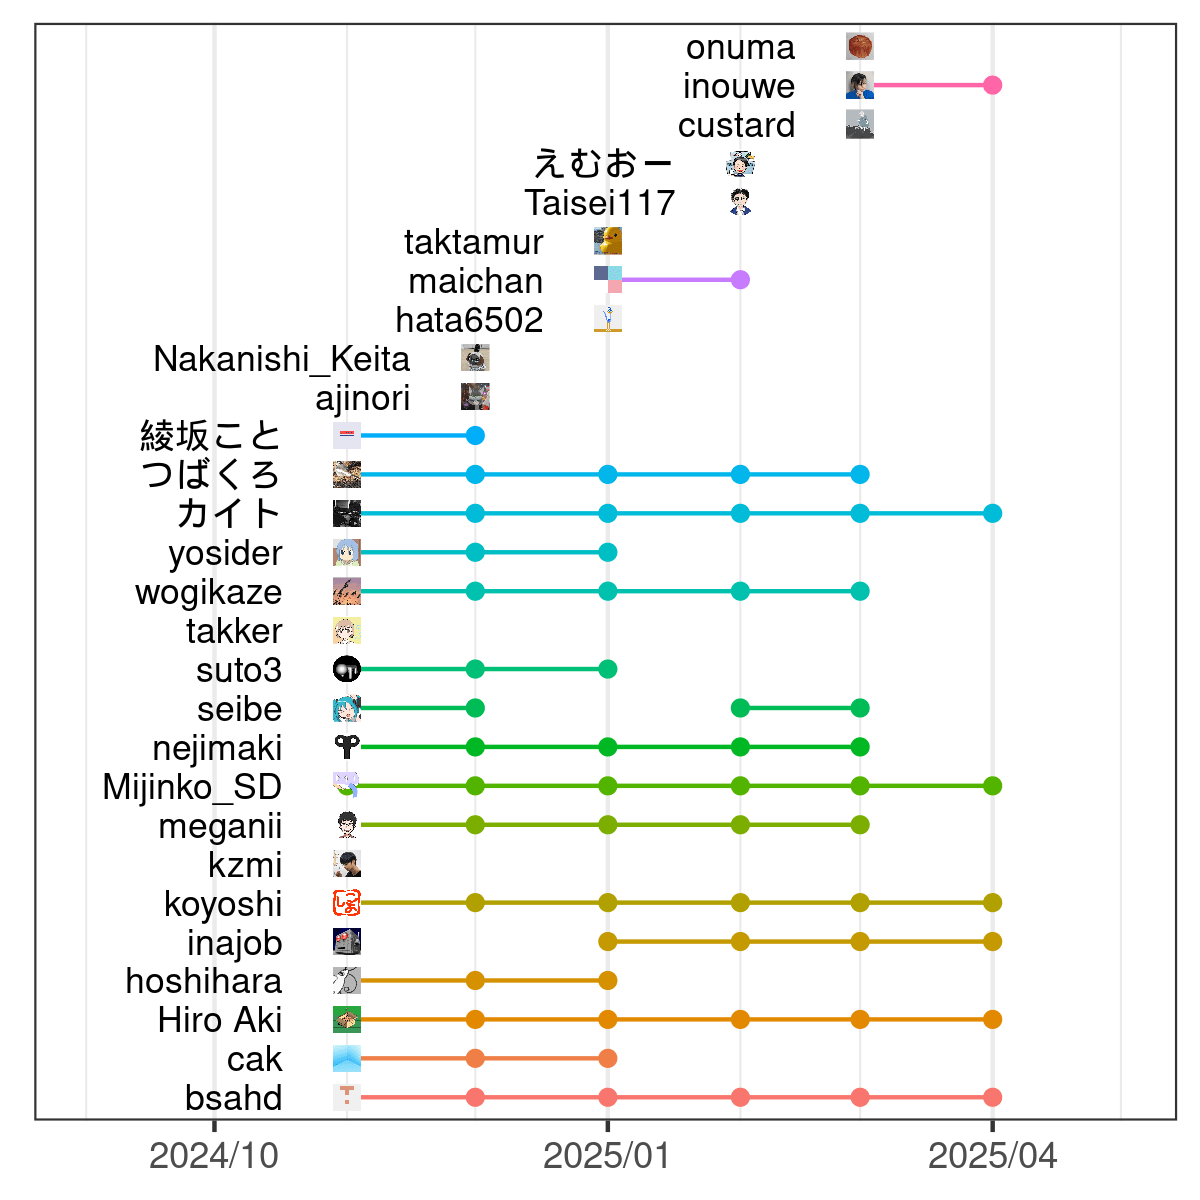 onuma
inouwe
custard
えむおー
Taisei117
taktamur
maichan
hata6502
Nakanishi_Keita
ajinori
綾坂こと
つばくろ
カイト
yosider
wogikaze
takker
suto3
seibe
nejimaki
Mijinko_SD
meganii
kzmi
koyoshi
inajob
hoshihara
Hiro Aki
cak
bsahd
2024/10 2025/01 2025/04